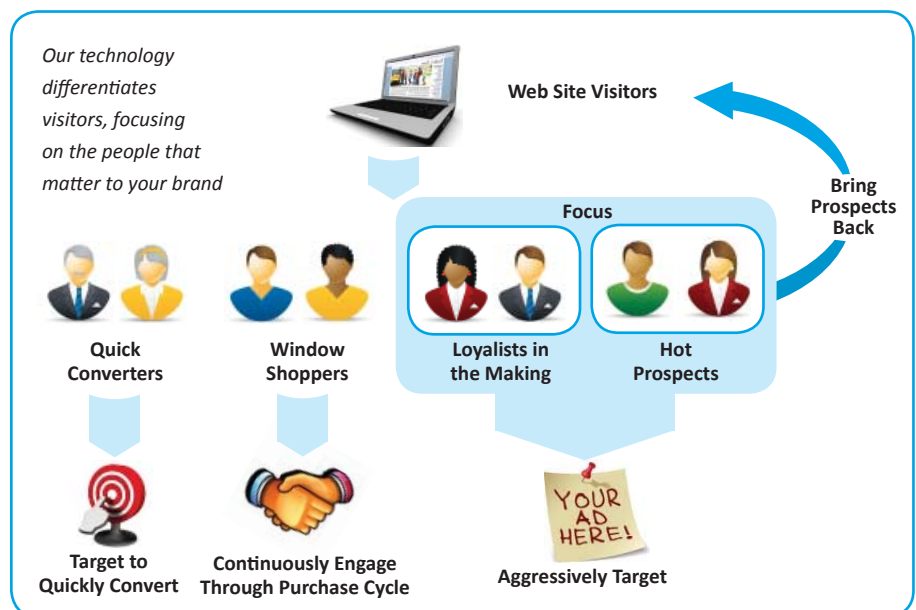 Our technology
differentiates
visitors, focusing
on the people that
matter to your brand
Web Site Visitors
Bring
Prospects
Back
Focus
Quick
Converters
Window
Shoppers
Loyalists in
the Making
Hot
Prospects
Target to
Quickly Convert
Continuously Engage
Through Purchase Cycle
YOUR
AD
HERE!
Aggressively Target